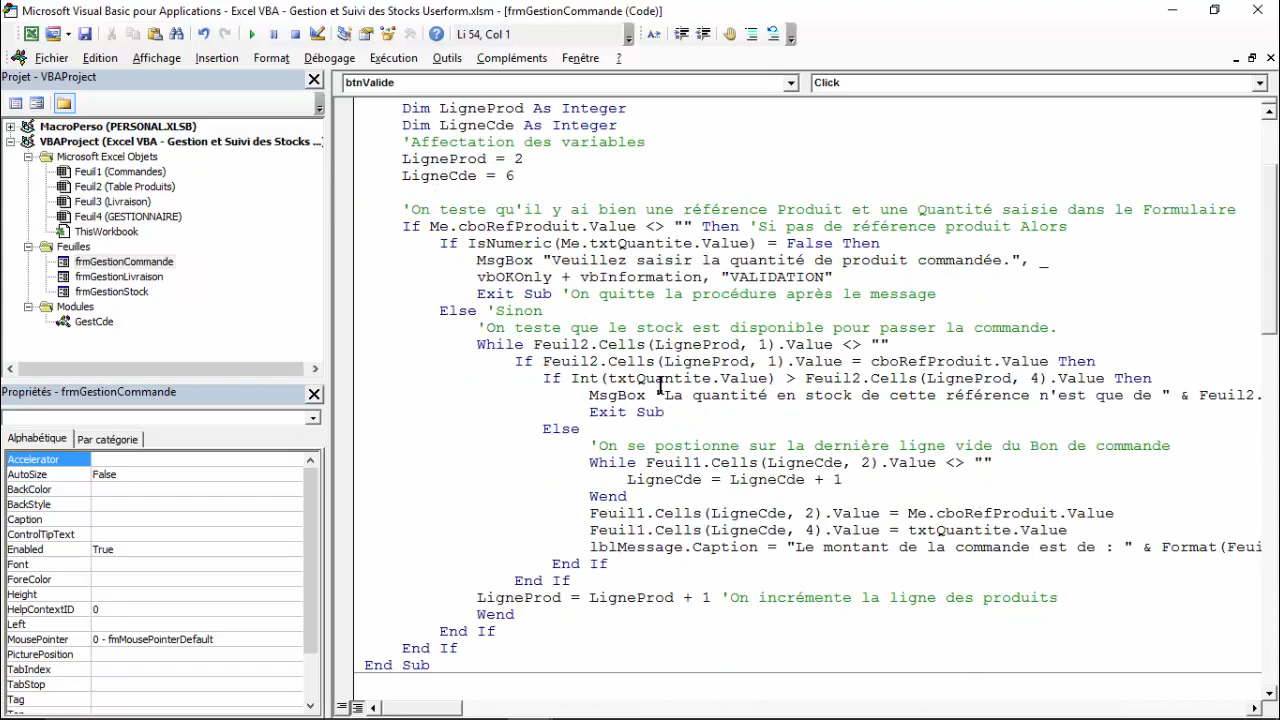 Microsoft Visual Basic pour Applications - Excel VBA - Gestion et Suivi des Stocks Userform.xlsm - [frmGestionCommande (Code)]
Li 54, Col 1
Fichier Edition Affichage Insertion Format Débogage Exécution Outils Compléments Fenêtre ?
Projet - VBAProject
MacroPerso (PERSONAL.XLSB)
VBAProject (Excel VBA - Gestion et Suivi des Stocks ...
Microsoft Excel Objets
Feuil1 (Commandes)
Feuil2 (Table Produits)
Feuil3 (Livraison)
Feuil4 (GESTIONNAIRE)
ThisWorkbook
Feuilles
frmGestionCommande
frmGestionLivraison
frmGestionStock
Modules
GestCde
Propriétés - frmGestionCommande
Alphabétique Par catégorie
Accelerator
AutoSize False
BackColor
BackStyle
Caption
ControlTipText
Enabled True
Font
ForeColor
Height
HelpContextID 0
Left
MousePointer 0 - fmMousePointerDefault
PicturePosition
TabIndex
TabStop
Tag
Top
btnValide Click
Dim LigneProd As Integer
Dim LigneCde As Integer
'Affectation des variables
LigneProd = 2
LigneCde = 6
'On teste qu'il y ai bien une référence Produit et une Quantité saisie dans le Formulaire
If Me.cboRefProduit.Value <> "" Then 'Si pas de référence produit Alors
If IsNumeric(Me.txtQuantite.Value) = False Then
MsgBox "Veuillez saisir la quantité de produit commandée.", _
vbOKOnly + vbInformation, "VALIDATION"
Exit Sub 'On quitte la procédure après le message
Else 'Sinon
'On teste que le stock est disponible pour passer la commande.
While Feuil2.Cells(LigneProd, 1).Value <> ""
If Feuil2.Cells(LigneProd, 1).Value = cboRefProduit.Value Then
If Int(txtQuantite.Value) > Feuil2.Cells(LigneProd, 4).Value Then
MsgBox "La quantité en stock de cette référence n'est que de " & Feuil2.
Exit Sub
Else
'On se postionne sur la dernière ligne vide du Bon de commande
While Feuil1.Cells(LigneCde, 2).Value <> ""
LigneCde = LigneCde + 1
Wend
Feuil1.Cells(LigneCde, 2).Value = Me.cboRefProduit.Value
Feuil1.Cells(LigneCde, 4).Value = txtQuantite.Value
lblMessage.Caption = "Le montant de la commande est de : " & Format(Feui
End If
End If
LigneProd = LigneProd + 1 'On incrémente la ligne des produits
Wend
End If
End If
End Sub